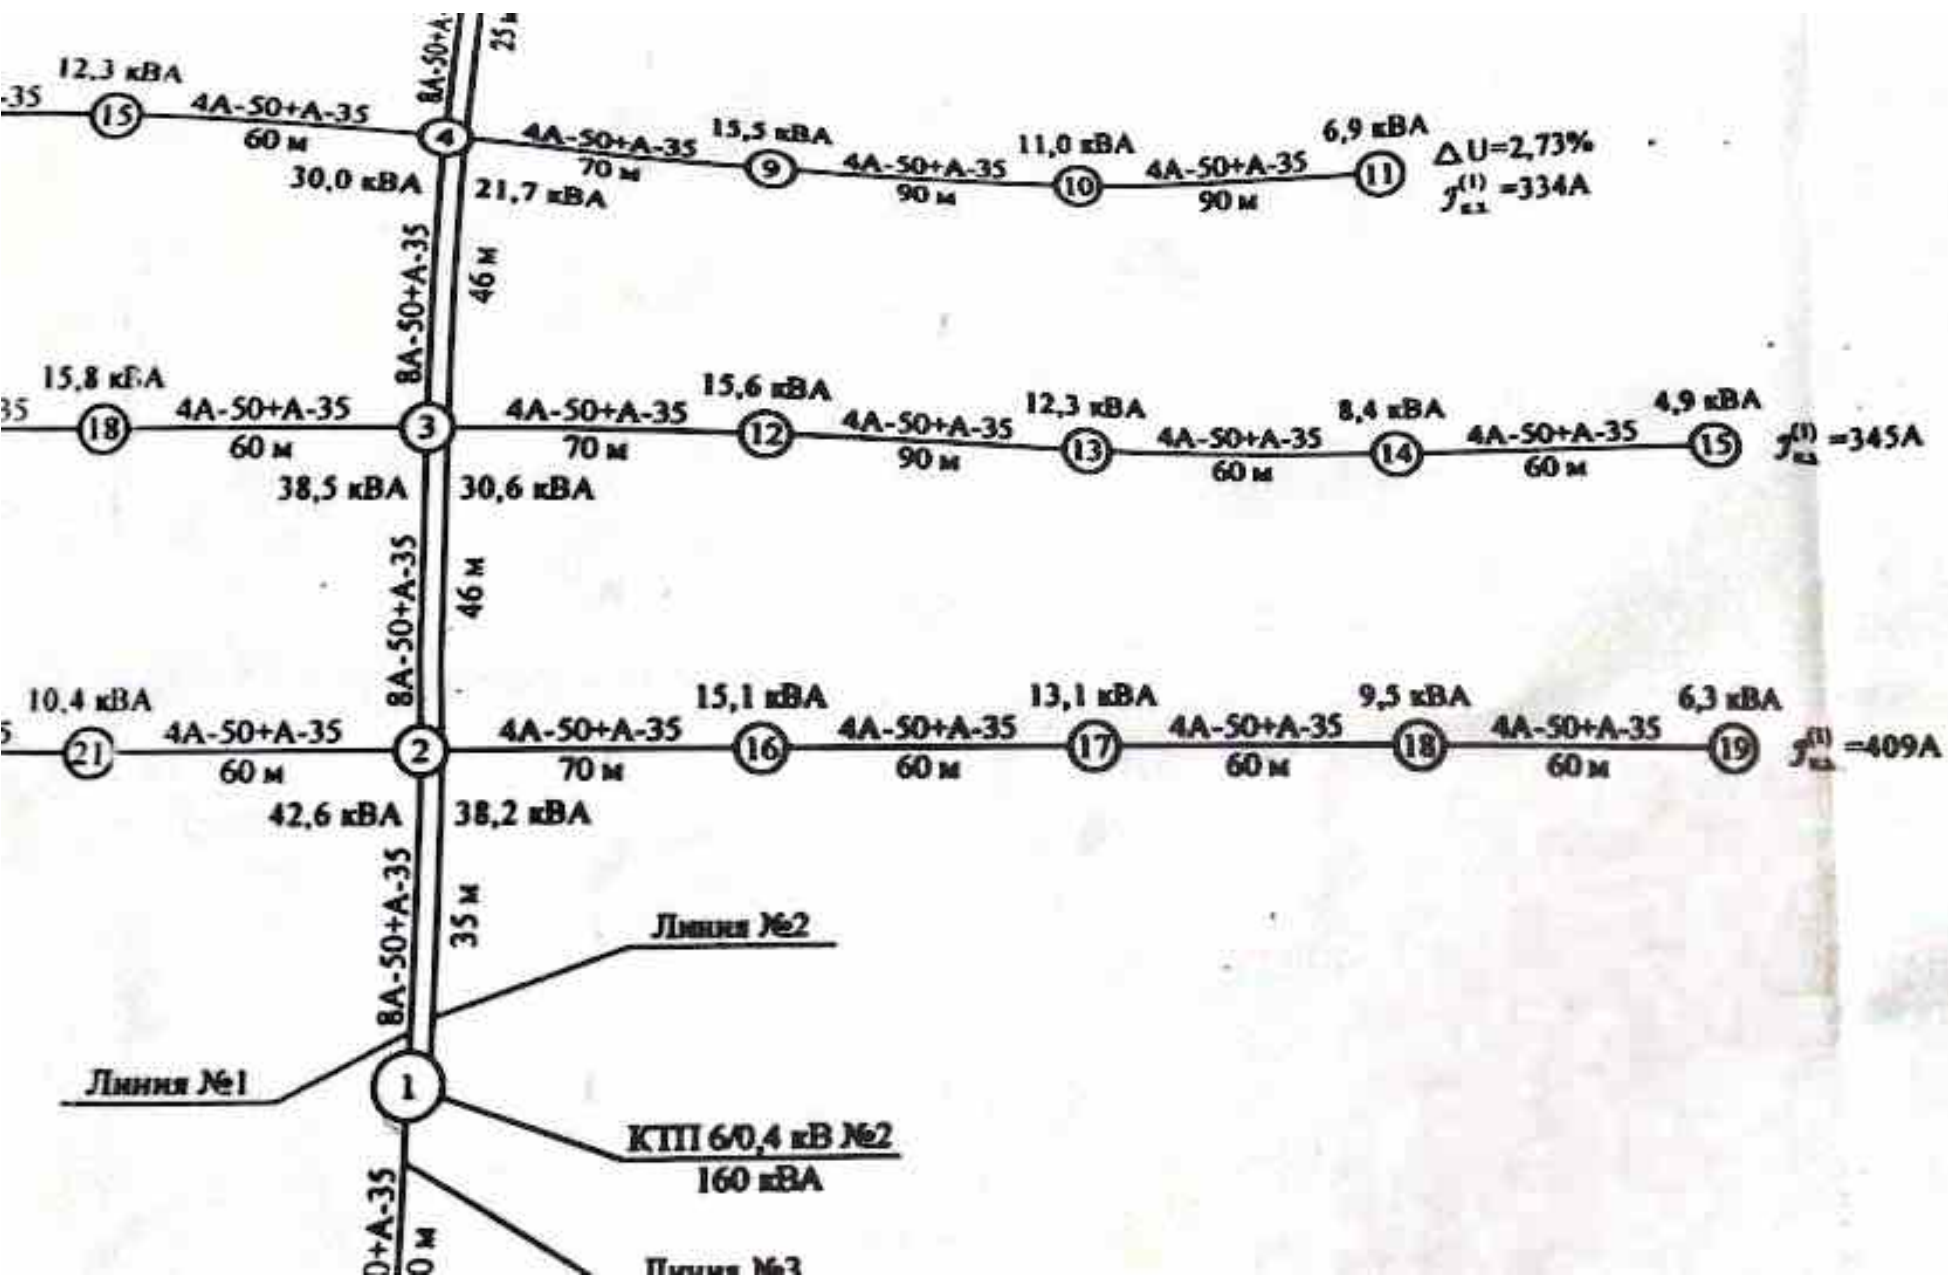 8А-50+А-
25 м
12,3 кВА
-35
15
4А-50+А-35
60 м
4
4А-50+А-35
70 м
15,5 кВА
9
4А-50+А-35
90 м
11,0 кВА
10
4А-50+А-35
90 м
6,9 кВА
11
ΔU=2,73%
J(1) к.з. =334А
30,0 кВА
21,7 кВА
8А-50+А-35
46 м
15,8 кВА
35
18
4А-50+А-35
60 м
3
4А-50+А-35
70 м
15,6 кВА
12
4А-50+А-35
90 м
12,3 кВА
13
4А-50+А-35
60 м
8,4 кВА
14
4А-50+А-35
60 м
4,9 кВА
15
J(1) к.з. =345А
38,5 кВА
30,6 кВА
8А-50+А-35
46 м
10,4 кВА
5
21
4А-50+А-35
60 м
2
4А-50+А-35
70 м
15,1 кВА
16
4А-50+А-35
60 м
13,1 кВА
17
4А-50+А-35
60 м
9,5 кВА
18
4А-50+А-35
60 м
6,3 кВА
19
J(1) к.з. =409А
42,6 кВА
38,2 кВА
8А-50+А-35
35 м
Линия №2
Линия №1
1
КТП 6/0,4 кВ №2
160 кВА
0+А-35
0 м
Линия №3